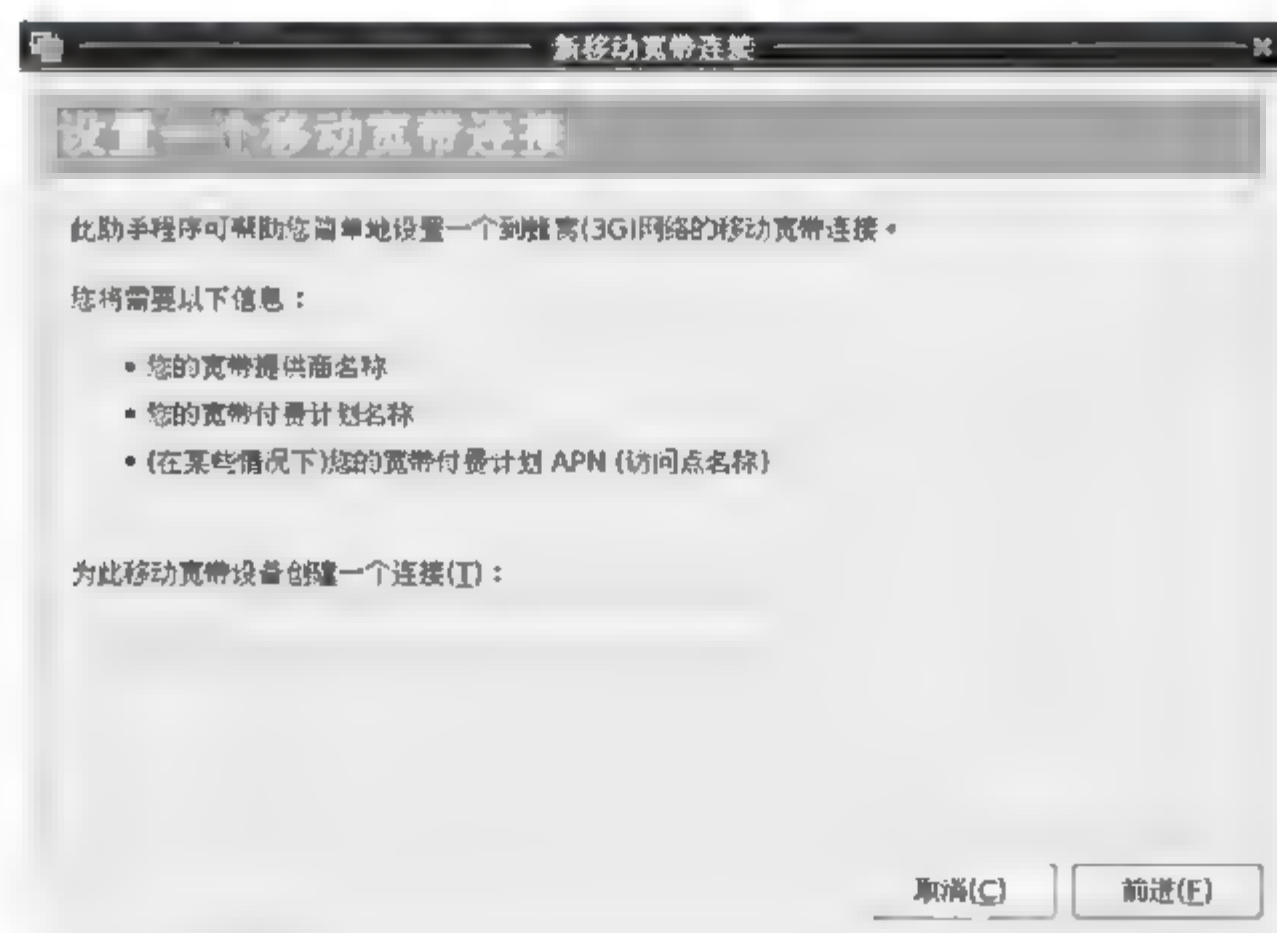 新移动宽带连接
设置一个移动宽带连接
此助手程序可帮助您简单地设置一个到蜂窝(3G)网络的移动宽带连接。
您将需要以下信息：
• 您的宽带提供商名称
• 您的宽带付费计划名称
• (在某些情况下)您的宽带付费计划 APN (访问点名称)
为此移动宽带设备创建一个连接(T)：
取消(C)
前进(F)